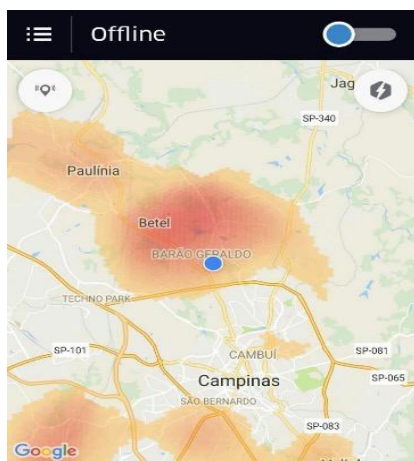 Offline
Jag
SP-340
Paulínia
Betel
BARÃO GERALDO
TECHNO PARK
SP-101
CAMBUÍ
SP-081
Campinas
SP-065
SÃO BERNARDO
SP-083
Google